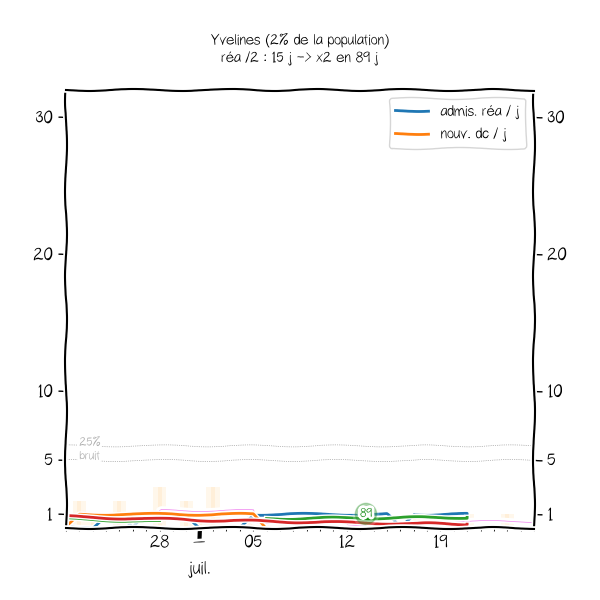 Yvelines (2% de la population)
réa /2 : 15 j -> x2 en 89 j
admis. réa / j
nouv. dc / j
30
30
20
20
10
10
25%
5
bruit
5
1
89
1
28
1
05
12
19
juil.